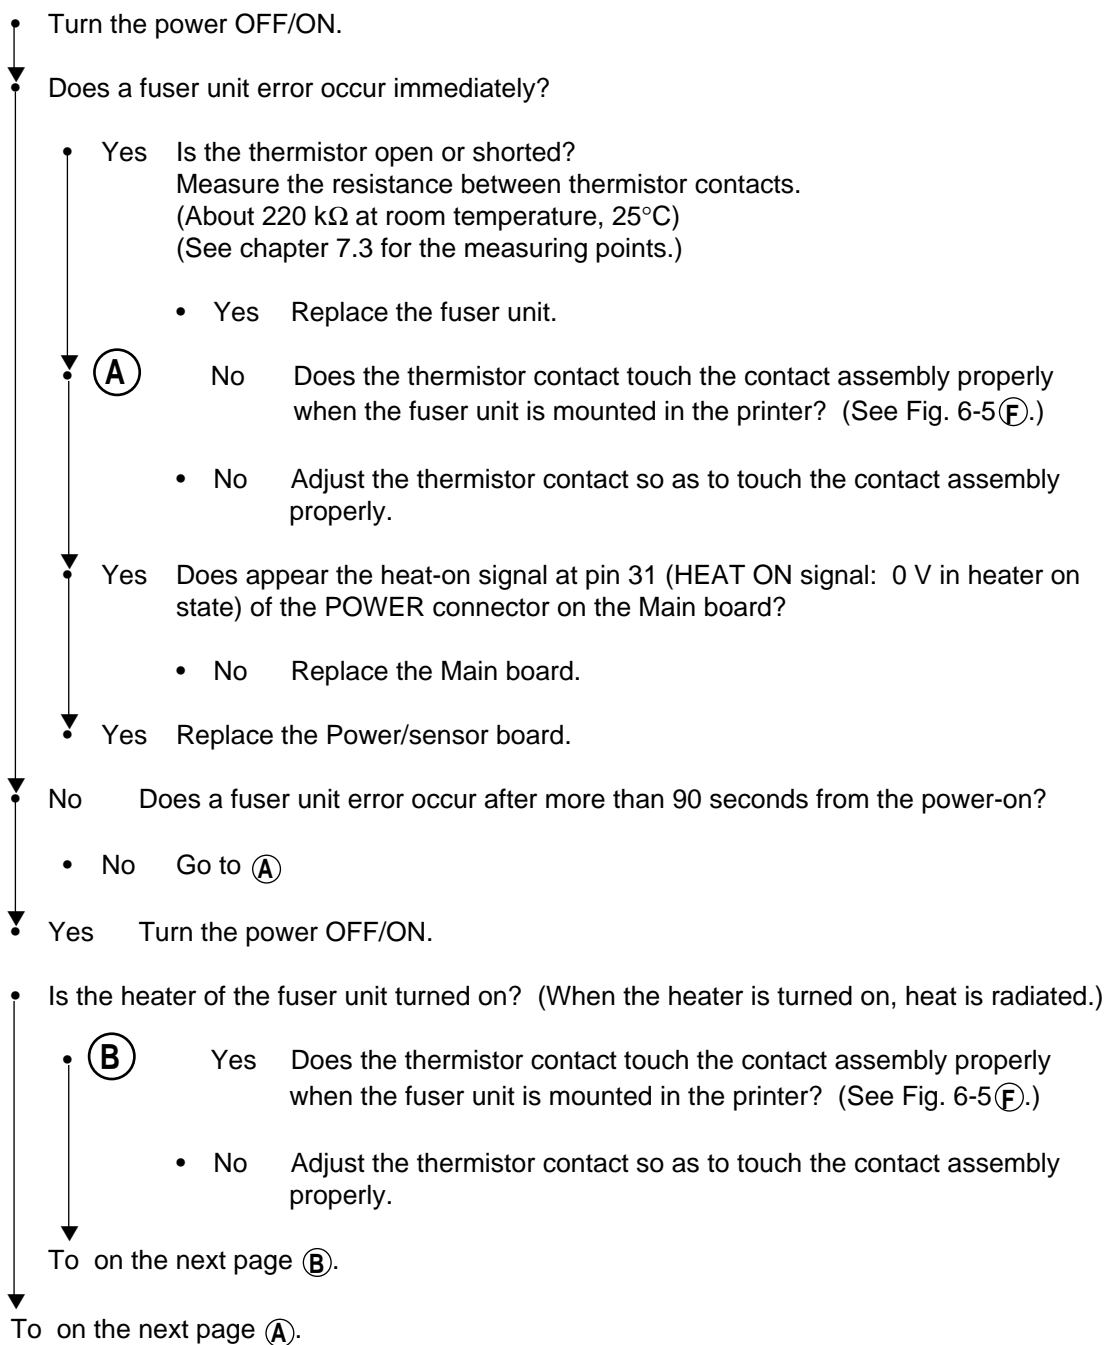 • Turn the power OFF/ON.
• Does a fuser unit error occur immediately?
• Yes Is the thermistor open or shorted?
Measure the resistance between thermistor contacts.
(About 220 kΩ at room temperature, 25°C)
(See chapter 7.3 for the measuring points.)
• Yes Replace the fuser unit.
• Ⓐ No Does the thermistor contact touch the contact assembly properly
when the fuser unit is mounted in the printer? (See Fig. 6-5Ⓕ.)
• No Adjust the thermistor contact so as to touch the contact assembly
properly.
• Yes Does appear the heat-on signal at pin 31 (HEAT ON signal: 0 V in heater on
state) of the POWER connector on the Main board?
• No Replace the Main board.
• Yes Replace the Power/sensor board.
• No Does a fuser unit error occur after more than 90 seconds from the power-on?
• No Go to Ⓐ
• Yes Turn the power OFF/ON.
• Is the heater of the fuser unit turned on? (When the heater is turned on, heat is radiated.)
• Ⓑ Yes Does the thermistor contact touch the contact assembly properly
when the fuser unit is mounted in the printer? (See Fig. 6-5Ⓕ.)
• No Adjust the thermistor contact so as to touch the contact assembly
properly.
To on the next page Ⓑ.
To on the next page Ⓐ.